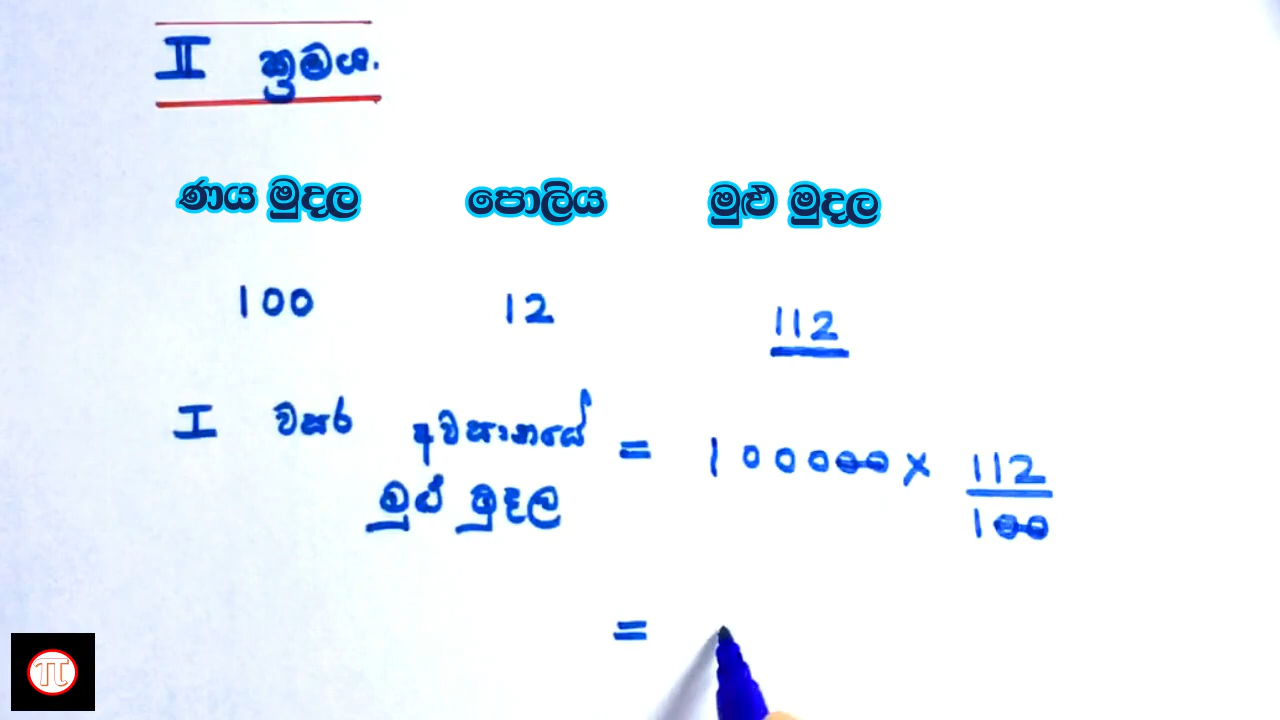 II ක්‍රමය.
ණය මුදල පොලිය මුළු මුදල
100 12 112
I වසර අවසානයේ = 100000 × 112/100
මුළු මුදල
=
π